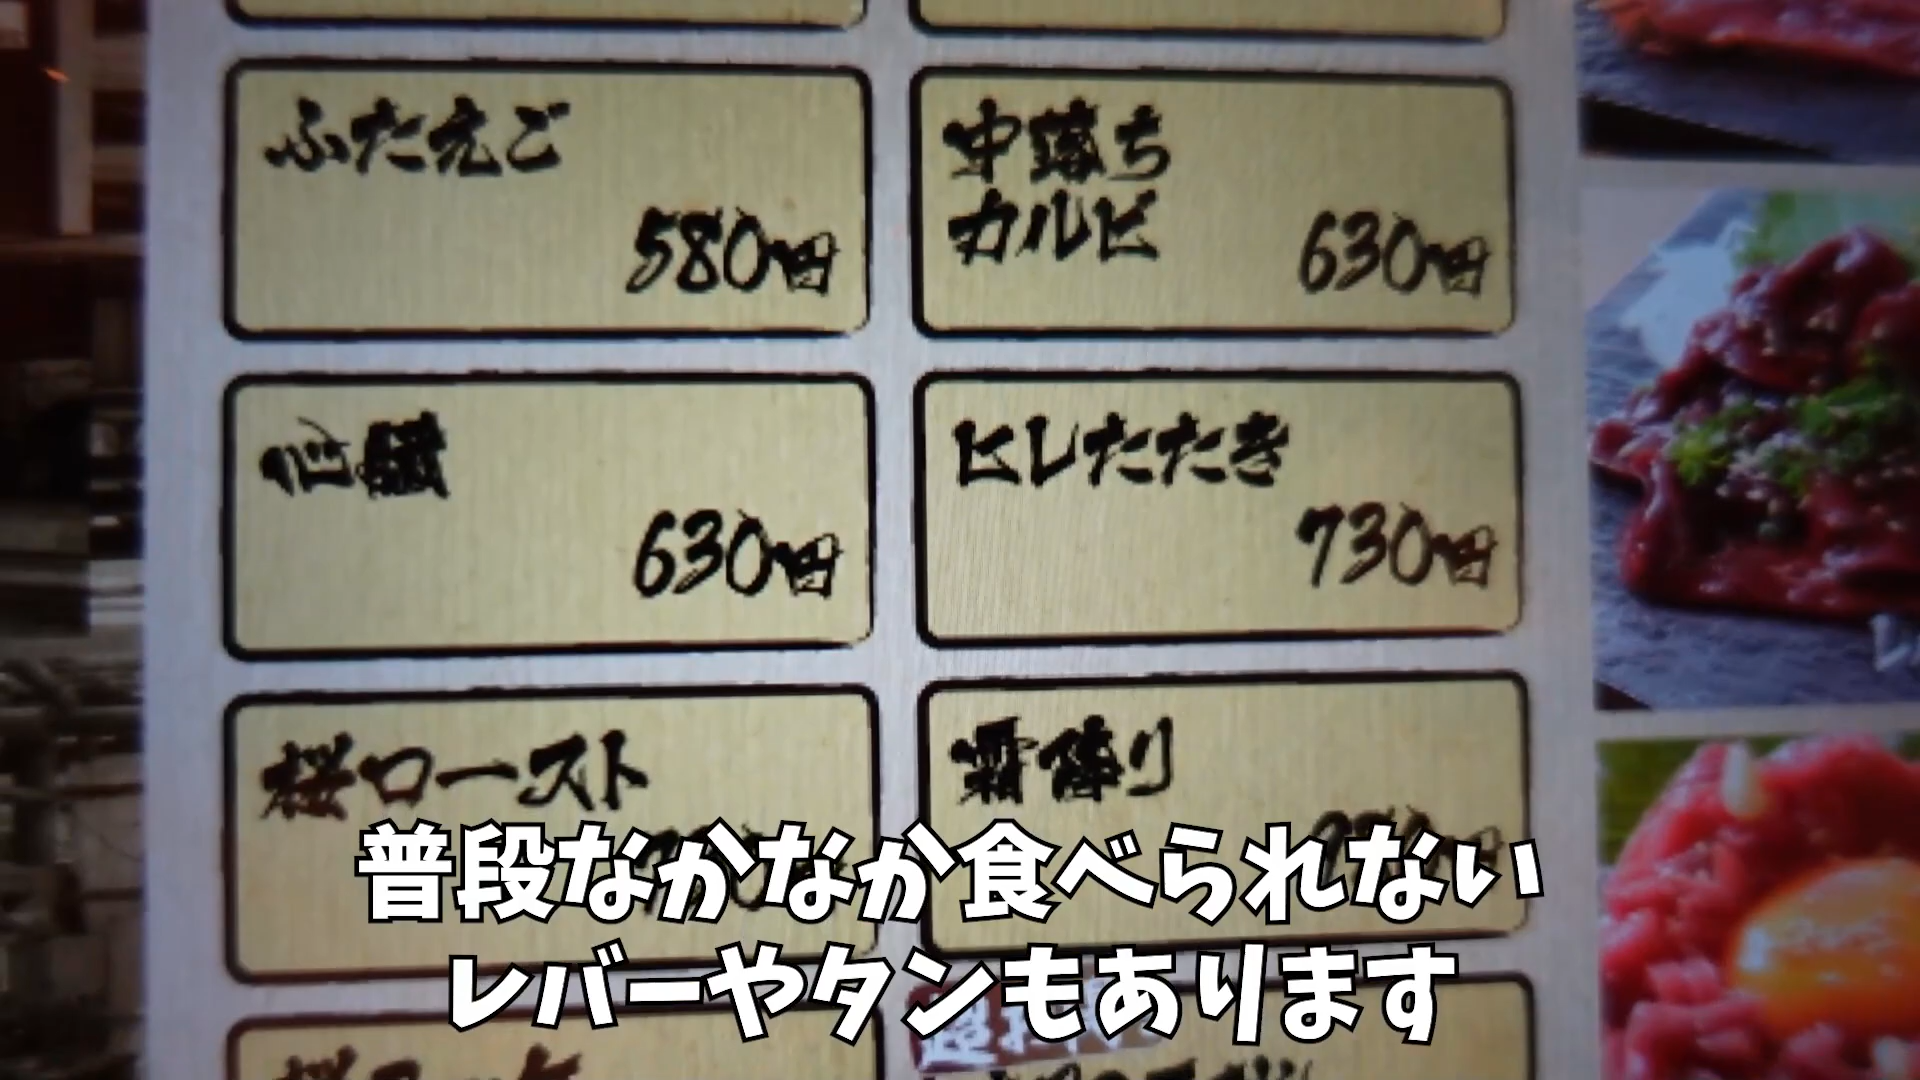 ふたえご
580円
中落ち
カルビ
630円
630円
ヒレたたき
730円
桜ロースト
霜降り
普段なかなか食べられない
レバーやタンもあります